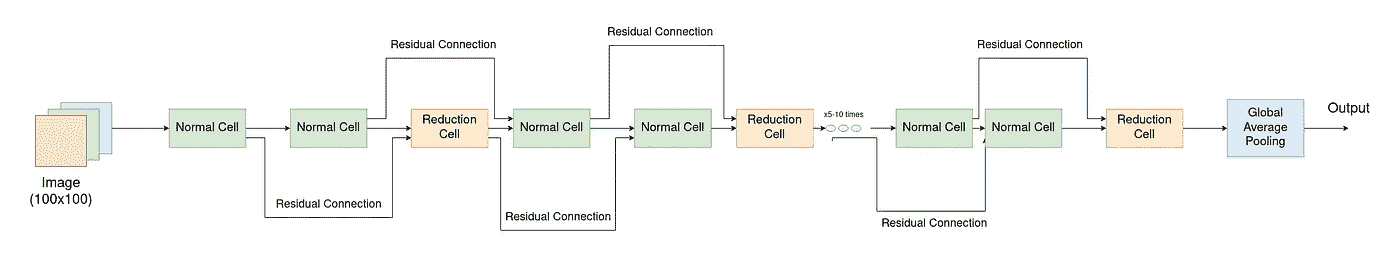 Residual Connection
Residual Connection
Residual Connection
Image
(100x100)
Normal Cell
Normal Cell
Reduction
Cell
Normal Cell
Normal Cell
Reduction
Cell
x5-10 times
Normal Cell
Normal Cell
Reduction
Cell
Global
Average
Pooling
Output
Residual Connection
Residual Connection
Residual Connection